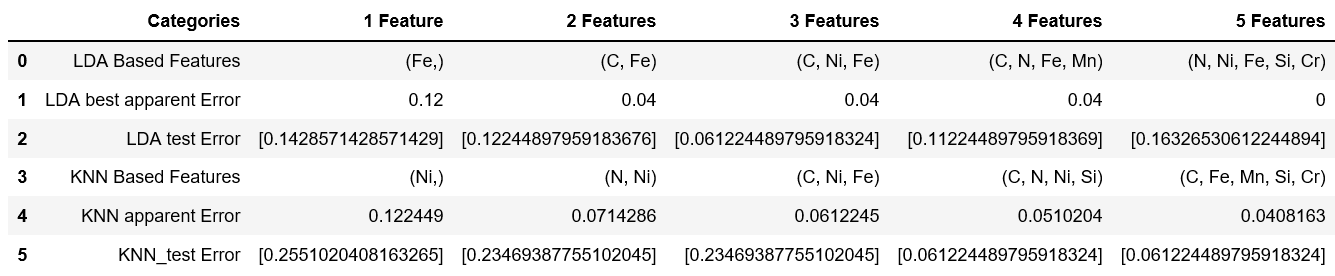 Categories 1 Feature 2 Features 3 Features 4 Features 5 Features
0 LDA Based Features (Fe,) (C, Fe) (C, Ni, Fe) (C, N, Fe, Mn) (N, Ni, Fe, Si, Cr)
1 LDA best apparent Error 0.12 0.04 0.04 0.04 0
2 LDA test Error [0.1428571428571429] [0.12244897959183676] [0.061224489795918324] [0.11224489795918369] [0.16326530612244894]
3 KNN Based Features (Ni,) (N, Ni) (C, Ni, Fe) (C, N, Ni, Si) (C, Fe, Mn, Si, Cr)
4 KNN apparent Error 0.122449 0.0714286 0.0612245 0.0510204 0.0408163
5 KNN_test Error [0.2551020408163265] [0.23469387755102045] [0.23469387755102045] [0.061224489795918324] [0.061224489795918324]